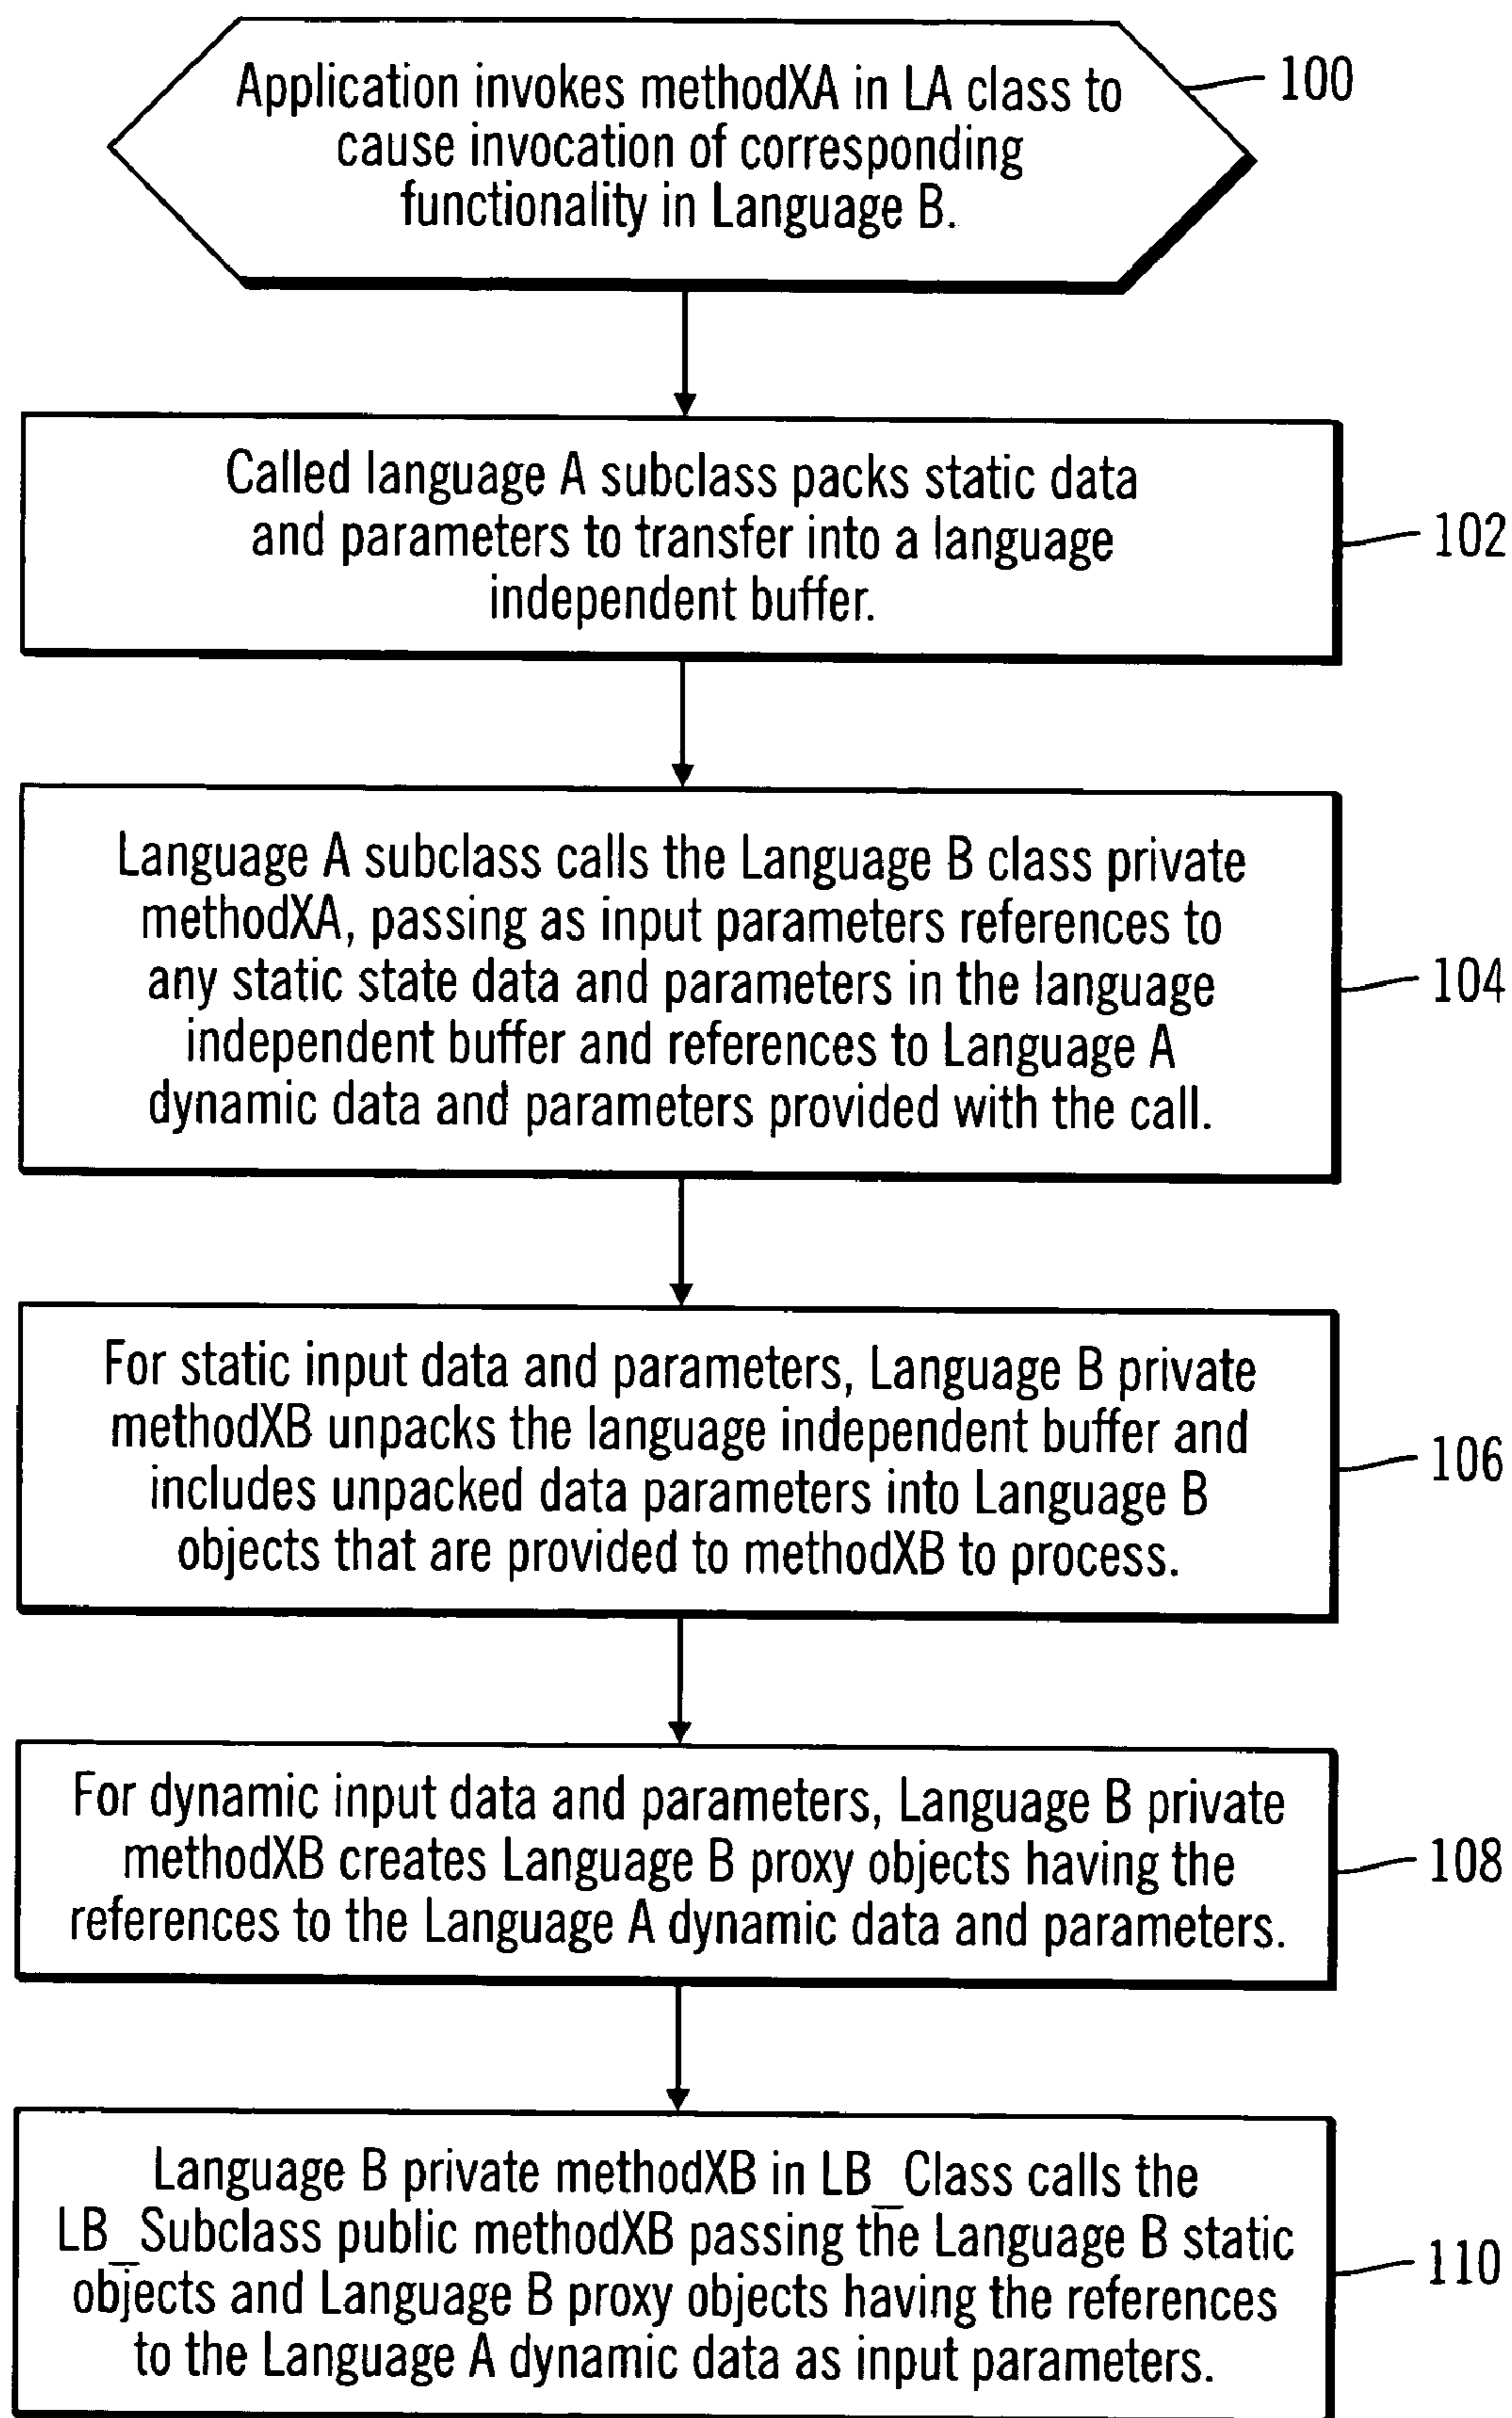 Application invokes methodXA in LA class to
cause invocation of corresponding
functionality in Language B.
100
Called language A subclass packs static data
and parameters to transfer into a language
independent buffer.
102
Language A subclass calls the Language B class private
methodXA, passing as input parameters references to
any static state data and parameters in the language
independent buffer and references to Language A
dynamic data and parameters provided with the call.
104
For static input data and parameters, Language B private
methodXB unpacks the language independent buffer and
includes unpacked data parameters into Language B
objects that are provided to methodXB to process.
106
For dynamic input data and parameters, Language B private
methodXB creates Language B proxy objects having the
references to the Language A dynamic data and parameters.
108
Language B private methodXB in LB_Class calls the
LB_Subclass public methodXB passing the Language B static
objects and Language B proxy objects having the references
to the Language A dynamic data as input parameters.
110